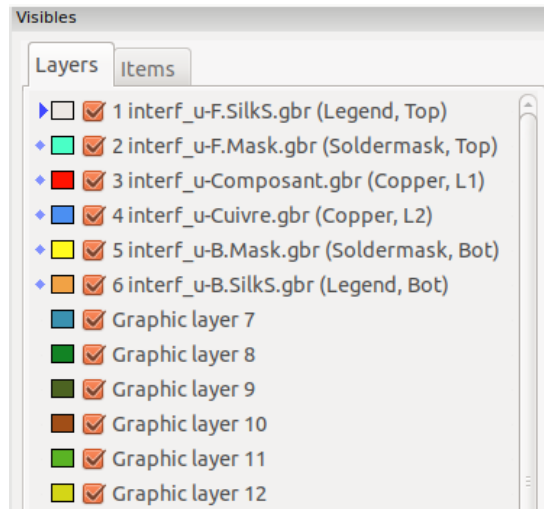 Visibles
Layers Items
1 interf_u-F.SilkS.gbr (Legend, Top)
2 interf_u-F.Mask.gbr (Soldermask, Top)
3 interf_u-Composant.gbr (Copper, L1)
4 interf_u-Cuivre.gbr (Copper, L2)
5 interf_u-B.Mask.gbr (Soldermask, Bot)
6 interf_u-B.SilkS.gbr (Legend, Bot)
Graphic layer 7
Graphic layer 8
Graphic layer 9
Graphic layer 10
Graphic layer 11
Graphic layer 12